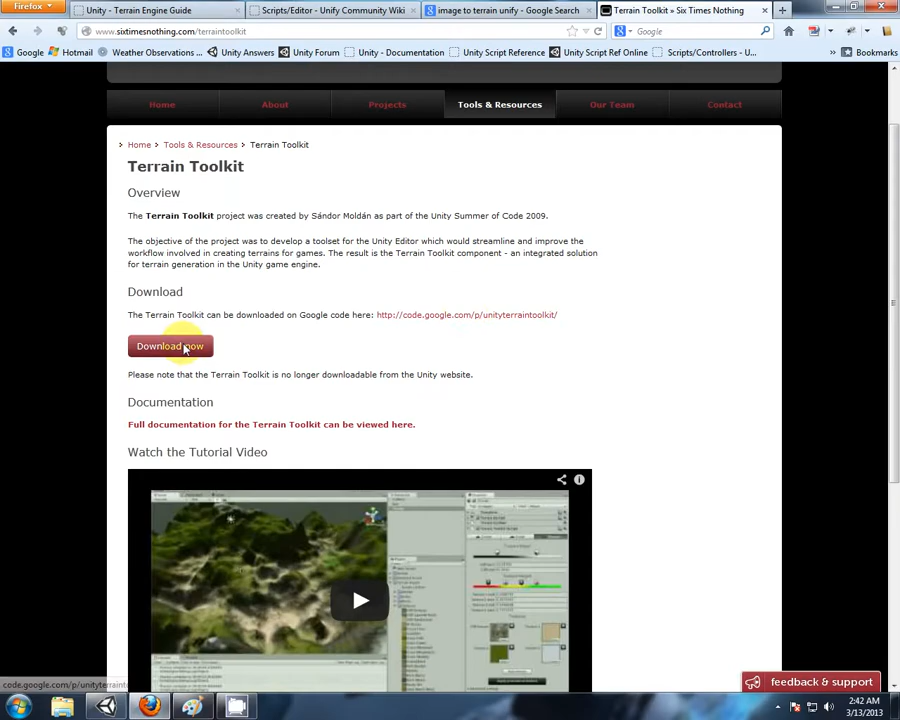 Firefox
Unity - Terrain Engine Guide
Scripts/Editor - Unity Community Wiki
image to terrain unify - Google Search
Terrain Toolkit » Six Times Nothing
www.sixtimesnothing.com/terraintoolkit
Google
Google
Hotmail
Weather Observations ...
Unity Answers
Unity Forum
Unity - Documentation
Unity Script Reference
Unity Script Ref Online
Scripts/Controllers - U...
»
Bookmarks
Home
About
Projects
Tools & Resources
Our Team
Contact
Home
Tools & Resources
Terrain Toolkit
Terrain Toolkit
Overview
The Terrain Toolkit project was created by Sándor Moldán as part of the Unity Summer of Code 2009.
The objective of the project was to develop a toolset for the Unity Editor which would streamline and improve the
workflow involved in creating terrains for games. The result is the Terrain Toolkit component - an integrated solution
for terrain generation in the Unity game engine.
Download
The Terrain Toolkit can be downloaded on Google code here: http://code.google.com/p/unityterraintoolkit/
Download now
Please note that the Terrain Toolkit is no longer downloadable from the Unity website.
Documentation
Full documentation for the Terrain Toolkit can be viewed here.
Watch the Tutorial Video
feedback & support
code.google.com/p/unityterraint
2:42 AM
3/13/2013